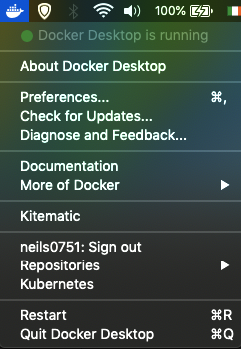 100%
Docker Desktop is running
About Docker Desktop
Preferences... ⌘,
Check for Updates...
Diagnose and Feedback...
Documentation
More of Docker
Kitematic
neils0751: Sign out
Repositories
Kubernetes
Restart ⌘R
Quit Docker Desktop ⌘Q